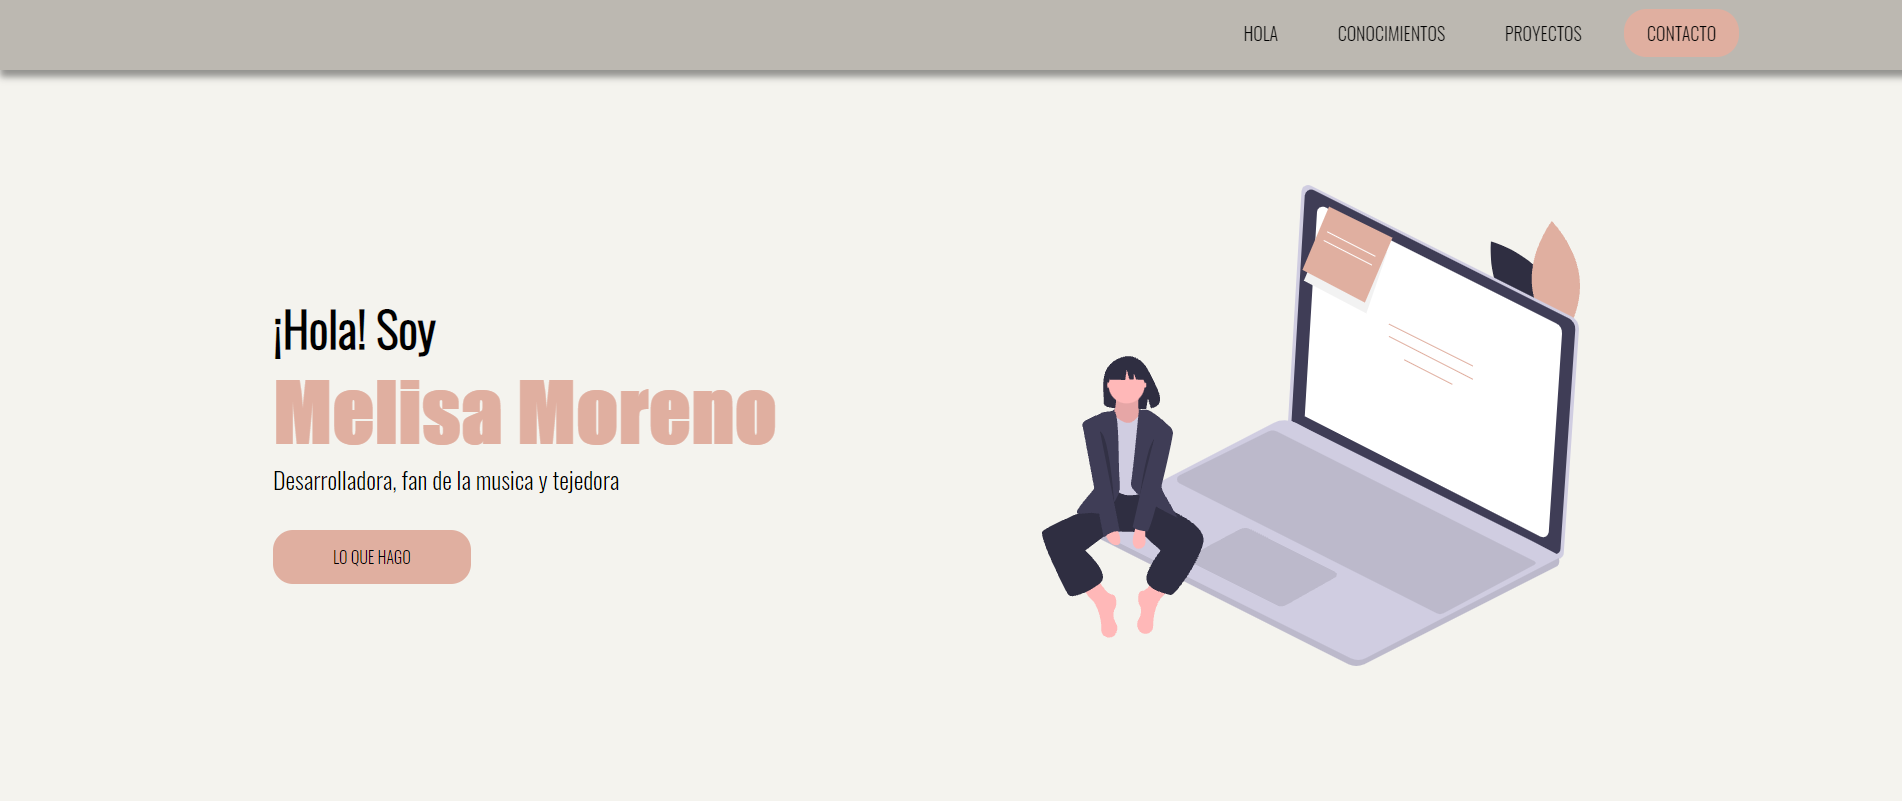 HOLA CONOCIMIENTOS PROYECTOS CONTACTO
¡Hola! Soy
Melisa Moreno
Desarrolladora, fan de la musica y tejedora
LO QUE HAGO